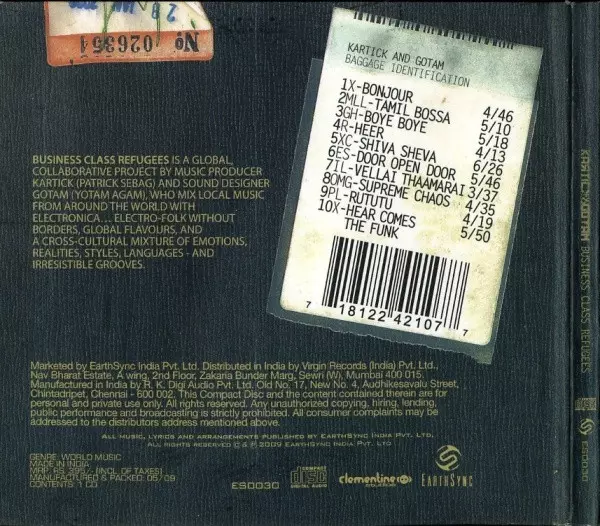 Nº 026354
KARTICK AND GOTAM
BAGGAGE IDENTIFICATION
1X-BONJOUR 4/46
2MLL-TAMIL BOSSA 5/10
3GH-BOYE BOYE 5/18
4R-HEER 4/13
5XC-SHIVA SHEVA 6/26
6ES-DOOR OPEN DOOR 5/46
7IL-VELLAI THAAMARAI 3/37
8OMG-SUPREME CHAOS 4/35
9PL-RUTUTU 4/19
10X-HEAR COMES 5/50
THE FUNK
7 18122 42107 7
BUSINESS CLASS REFUGEES IS A GLOBAL,
COLLABORATIVE PROJECT BY MUSIC PRODUCER
KARTICK (PATRICK SEBAG) AND SOUND DESIGNER
GOTAM (YOTAM AGAM), WHO MIX LOCAL MUSIC
FROM AROUND THE WORLD WITH
ELECTRONICA... ELECTRO-FOLK WITHOUT
BORDERS, GLOBAL FLAVOURS, AND
A CROSS-CULTURAL MIXTURE OF EMOTIONS,
REALITIES, STYLES, LANGUAGES - AND
IRRESISTIBLE GROOVES.
Marketed by EarthSync India Pvt. Ltd. Distributed in India by Virgin Records (India) Pvt. Ltd.,
Nav Bharat Estate, A wing, 2nd Floor, Zakaria Bunder Marg, Sewri (W), Mumbai 400 015.
Manufactured in India by R. K. Digi Audio Pvt. Ltd. Old No. 17, New No. 4, Audhikesavalu Street,
Chintadripet, Chennai - 600 002. This Compact Disc and the content contained therein are for
personal and private use only. All rights reserved. Any unauthorized copying, hiring, lending,
public performance and broadcasting is strictly prohibited. All consumer complaints may be
addressed to the distributors address mentioned above.
ALL MUSIC, LYRICS AND ARRANGEMENTS PUBLISHED BY EARTHSYNC INDIA PVT. LTD.
ALL RIGHTS RESERVED © & ℗ 2009 EARTHSYNC INDIA PVT. LTD
GENRE: WORLD MUSIC
MADE IN INDIA
MRP: RS. 395/- (INCL. OF TAXES)
MANUFACTURED & PACKED: 06/09
CONTENTS: 1 CD
ES0030
COMPACT
disc
DIGITAL AUDIO
clementine
EARTHSYNC
KARTICK & GOTAM BUSINESS CLASS REFUGEES
ES0030